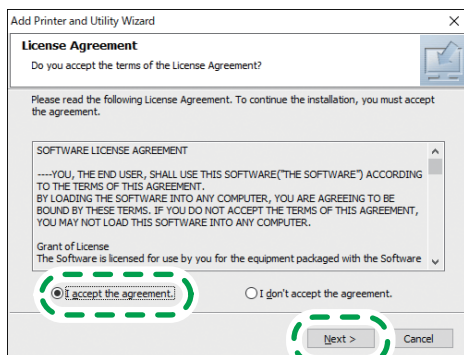 Add Printer and Utility Wizard
License Agreement
Do you accept the terms of the License Agreement?
Please read the following License Agreement. To continue the installation, you must accept
the agreement.
SOFTWARE LICENSE AGREEMENT
----YOU, THE END USER, SHALL USE THIS SOFTWARE("THE SOFTWARE") ACCORDING
TO THE TERMS OF THIS AGREEMENT.
BY LOADING THE SOFTWARE INTO ANY COMPUTER, YOU ARE AGREEING TO BE
BOUND BY THESE TERMS. IF YOU DO NOT ACCEPT THE TERMS OF THIS AGREEMENT,
YOU MAY NOT LOAD THIS SOFTWARE INTO ANY COMPUTER.
Grant of License
The Software is licensed for use by you for the equipment packaged with the Software
I accept the agreement. I don't accept the agreement.
Next > Cancel